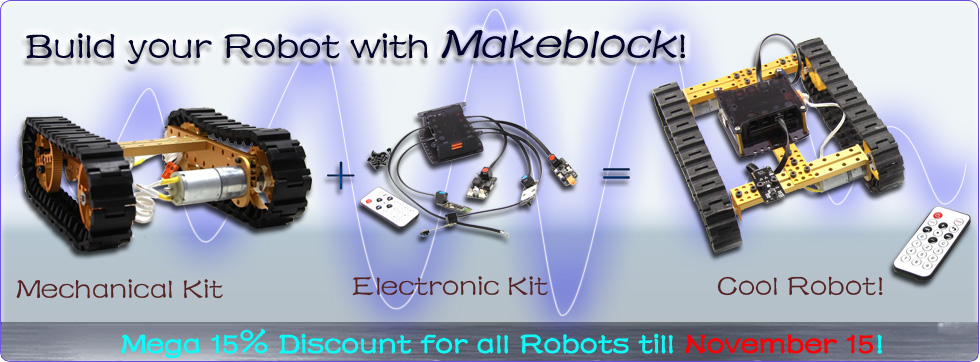 Build your Robot with Makeblock!
+ =
Mechanical Kit Electronic Kit Cool Robot!
Mega 15% Discount for all Robots till November 15!